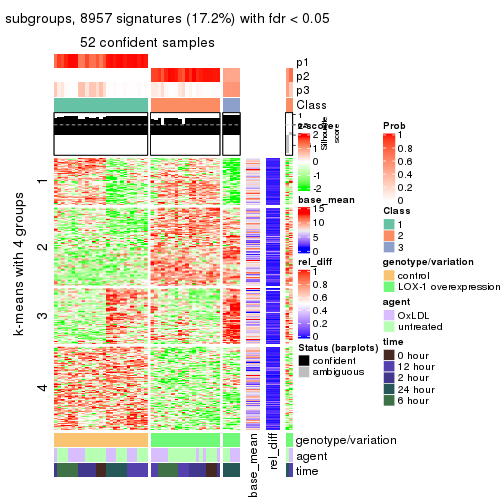 subgroups, 8957 signatures (17.2%) with fdr < 0.05
52 confident samples
p1
p2
p3
Class
1
0.5
0
Silhouette
score
z-score
2
1
0
-1
-2
base_mean
15
10
5
0
rel_diff
1
0.8
0.6
0.4
0.2
0
Status (barplots)
confident
ambiguous
Prob
1
0.8
0.6
0.4
0.2
0
Class
1
2
3
genotype/variation
control
LOX-1 overexpression
agent
OxLDL
untreated
time
0 hour
12 hour
2 hour
24 hour
6 hour
k-means with 4 groups
1
2
3
4
genotype/variation
agent
time
base_mean
rel_diff